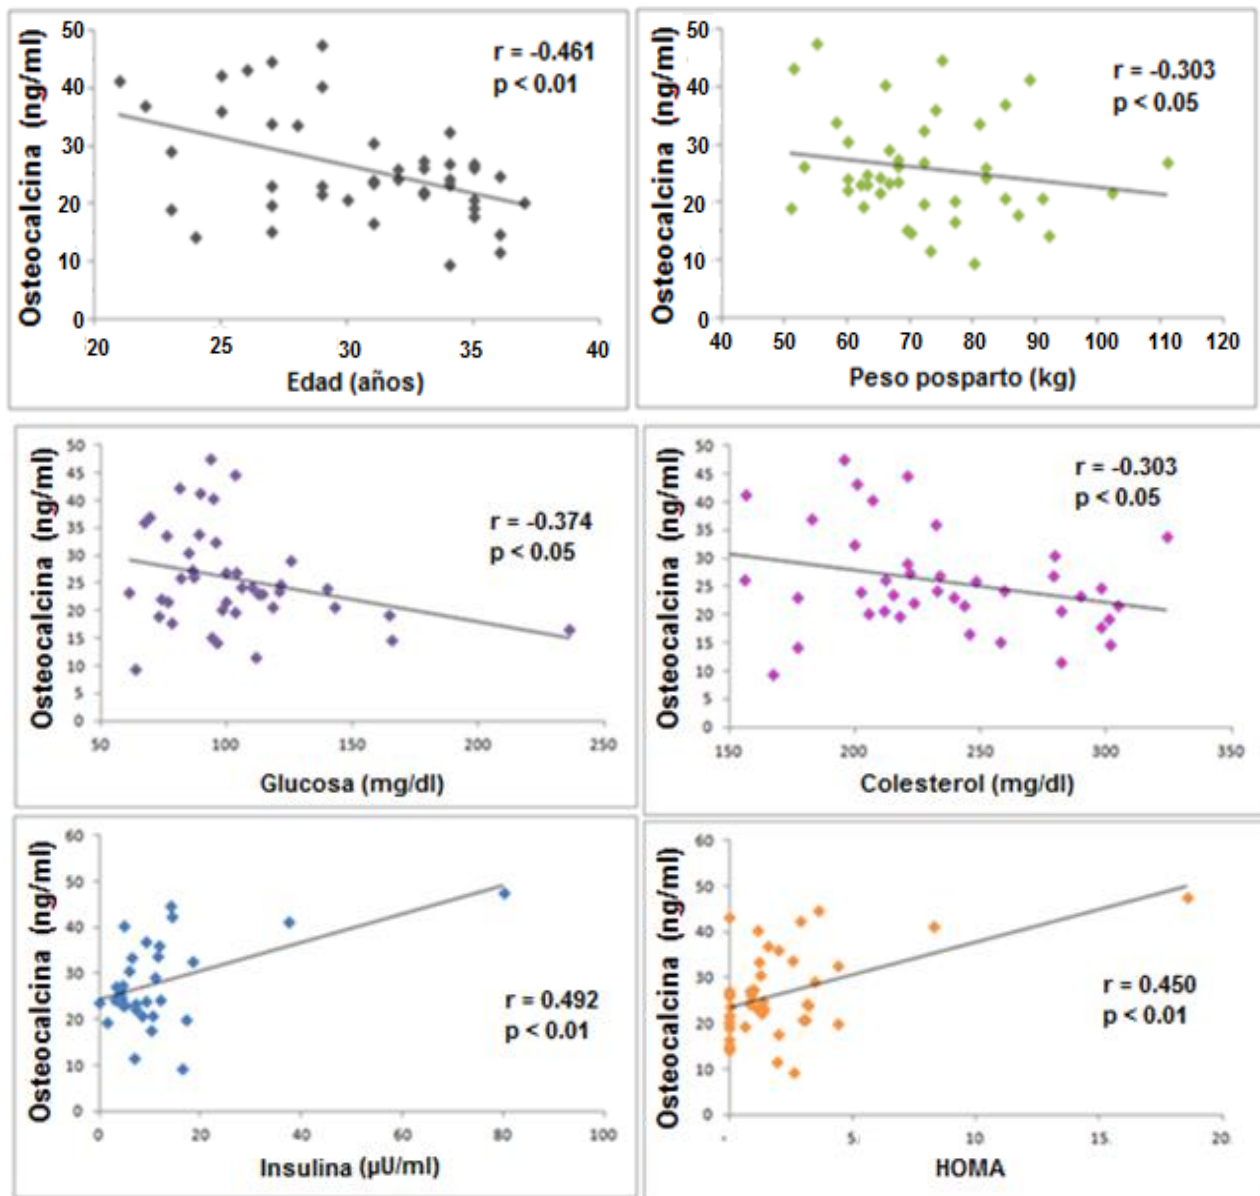 Osteocalcina (ng/ml)
50
40
30
20
10
0
r = -0.461
p < 0.01
20 25 30 35 40
Edad (años)
Osteocalcina (ng/ml)
50
40
30
20
10
0
r = -0.303
p < 0.05
40 50 60 70 80 90 100 110 120
Peso posparto (kg)
Osteocalcina (ng/ml)
50
45
40
35
30
25
20
15
10
5
0
r = -0.374
p < 0.05
50 100 150 200 250
Glucosa (mg/dl)
Osteocalcina (ng/ml)
50
45
40
35
30
25
20
15
10
5
0
r = -0.303
p < 0.05
150 200 250 300 350
Colesterol (mg/dl)
Osteocalcina (ng/ml)
60
50
40
30
20
10
0
r = 0.492
p < 0.01
0 20 40 60 80 100
Insulina (µU/ml)
Osteocalcina (ng/ml)
60
50
40
30
20
10
0
r = 0.450
p < 0.01
5. 10. 15. 20.
HOMA